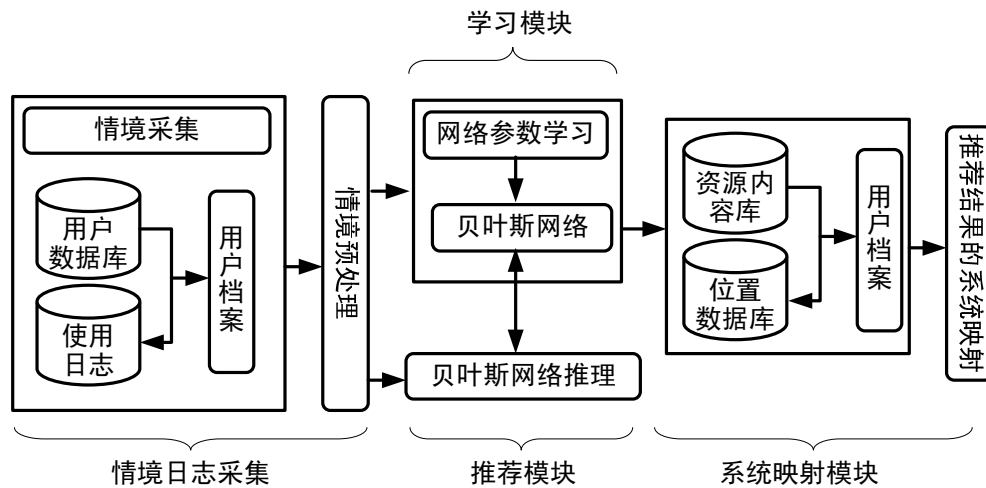 学习模块
情境采集
用户
数据库
使用
日志
用户档案
情境预处理
网络参数学习
贝叶斯网络
贝叶斯网络推理
资源内
容库
位置
数据库
用户档案
推荐结果的系统映射
情境日志采集
推荐模块
系统映射模块